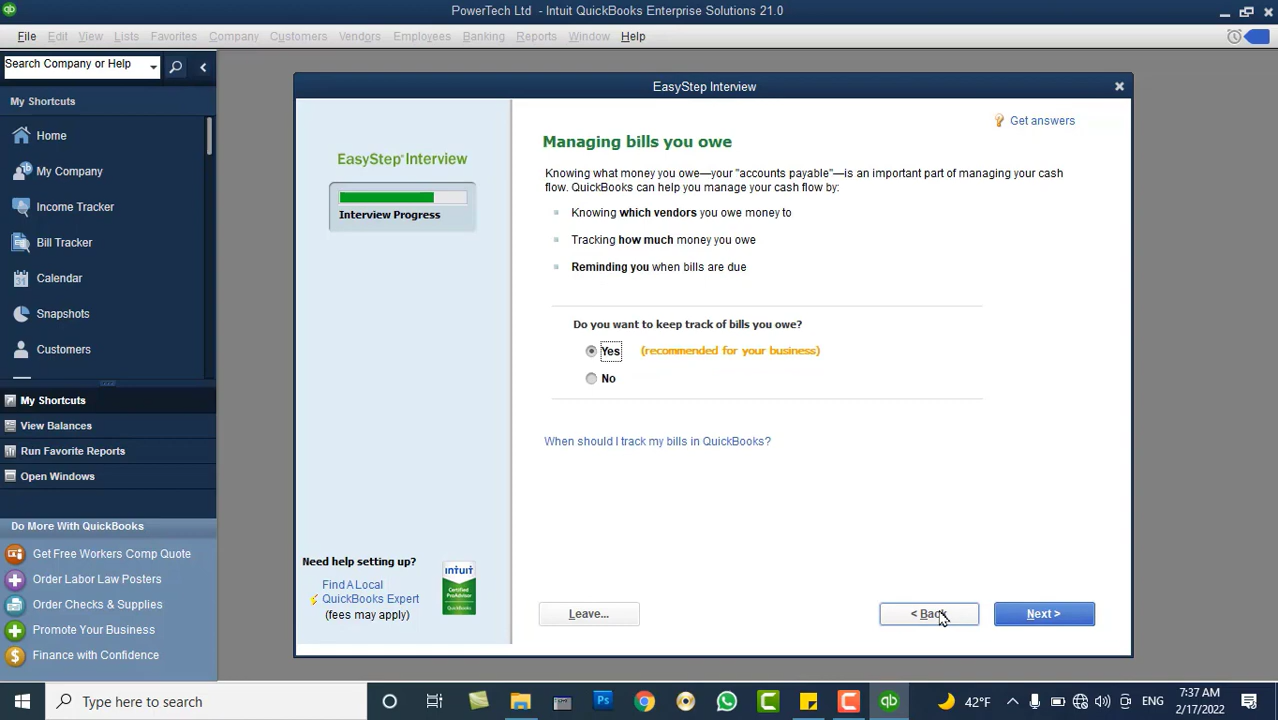 PowerTech Ltd - Intuit QuickBooks Enterprise Solutions 21.0
File Edit View Lists Favorites Company Customers Vendors Employees Banking Reports Window Help
Search Company or Help
My Shortcuts
Home
My Company
Income Tracker
Bill Tracker
Calendar
Snapshots
Customers
My Shortcuts
View Balances
Run Favorite Reports
Open Windows
Do More With QuickBooks
Get Free Workers Comp Quote
Order Labor Law Posters
Order Checks & Supplies
Promote Your Business
Finance with Confidence
EasyStep Interview
EasyStep Interview
Interview Progress
Need help setting up?
Find A Local
QuickBooks Expert
(fees may apply)
intuit
Certified
ProAdvisor
QuickBooks
Get answers
Managing bills you owe
Knowing what money you owe—your "accounts payable"—is an important part of managing your cash
flow. QuickBooks can help you manage your cash flow by:
Knowing which vendors you owe money to
Tracking how much money you owe
Reminding you when bills are due
Do you want to keep track of bills you owe?
Yes (recommended for your business)
No
When should I track my bills in QuickBooks?
Leave... < Back Next >
Type here to search
Ps
qb
42°F
ENG
7:37 AM
2/17/2022